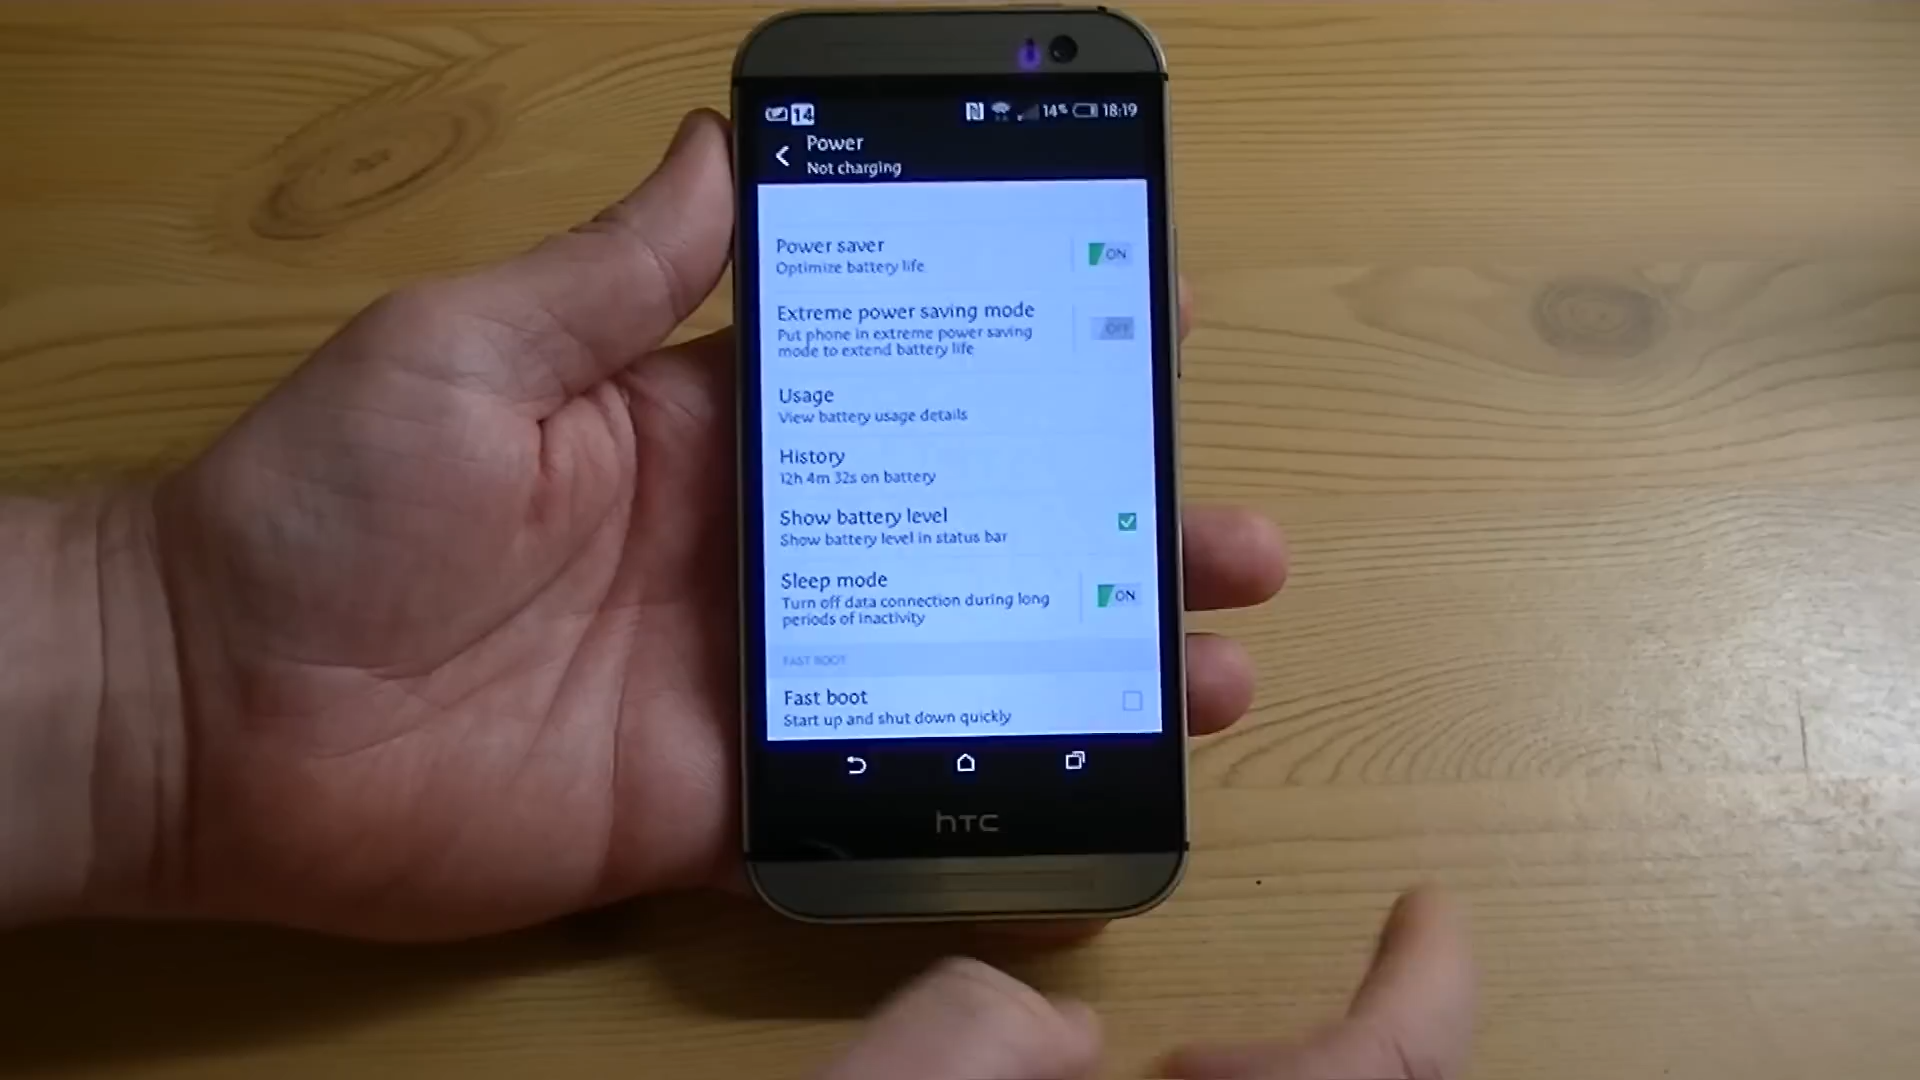 14 14% 18:19
Power
Not charging
Power saver
Optimize battery life
ON
Extreme power saving mode
Put phone in extreme power saving
mode to extend battery life
OFF
Usage
View battery usage details
History
12h 4m 32s on battery
Show battery level
Show battery level in status bar
Sleep mode
Turn off data connection during long
periods of inactivity
ON
FAST BOOT
Fast boot
Start up and shut down quickly
hTC